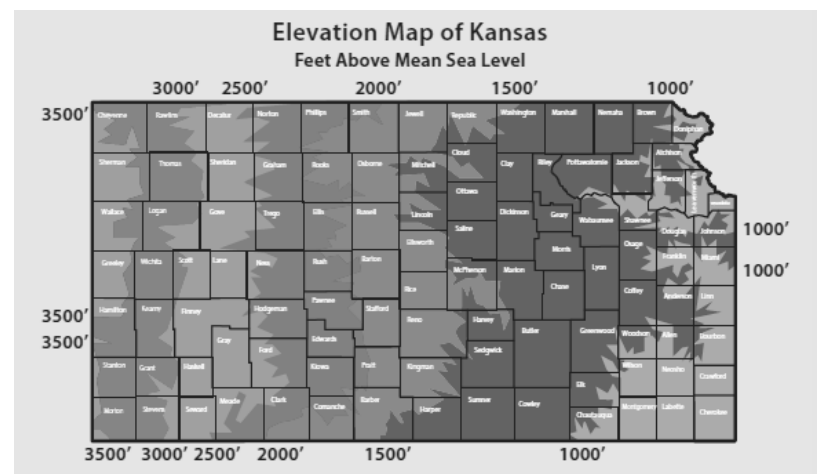 Elevation Map of Kansas
Feet Above Mean Sea Level
3000’ 2500’ 2000’ 1500’ 1000’
3500’
Cheyenne Rawlins Decatur Norton Phillips Smith Jewell Republic Washington Marshall Nemaha Brown
Doniphan
Cloud
Sherman Thomas Sheridan Graham Rooks Osborne Mitchell Clay Riley Pottawatomie Jackson Atchison
Jefferson
Ottawa
Wallace Logan Gove Trego Ellis Russell Lincoln Dickinson Geary Wabaunsee Shawnee
Saline
Douglas Johnson 1000’
Ellsworth
Morris Osage
Greeley Wichita Scott Lane Ness Rush Barton McPherson Marion Lyon Franklin Miami 1000’
Rice Chase Coffey Anderson Linn
Pawnee
Hamilton Kearny Finney Hodgeman Stafford
3500’
Reno Harvey Butler Greenwood Woodson Allen Bourbon
3500’
Gray Ford Edwards Sedgwick
Stanton Grant Haskell Kiowa Pratt Kingman Wilson Neosho Crawford
Elk
Morton Stevens Seward Meade Clark Comanche Barber Harper Sumner Cowley Chautauqua Montgomery Labette Cherokee
3500’ 3000’ 2500’ 2000’ 1500’ 1000’